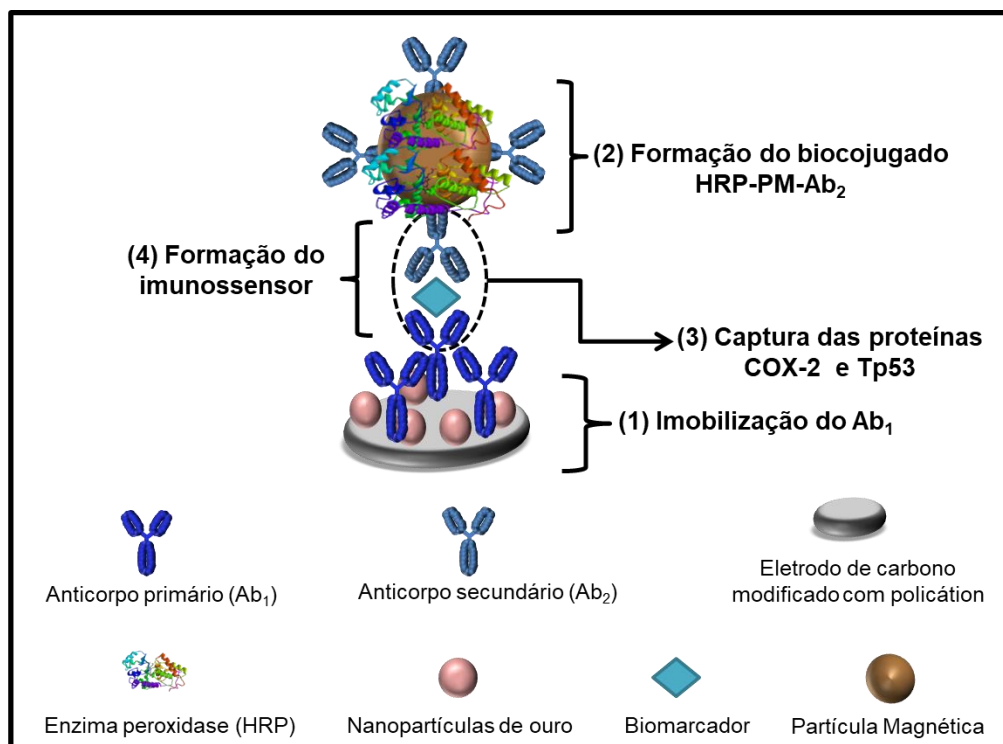 (2) Formação do biocojugado
HRP-PM-Ab₂
(4) Formação do
imunossensor
(3) Captura das proteínas
COX-2 e Tp53
(1) Imobilização do Ab₁
Anticorpo primário (Ab₁)
Anticorpo secundário (Ab₂)
Eletrodo de carbono
modificado com policátion
Enzima peroxidase (HRP)
Nanopartículas de ouro
Biomarcador
Partícula Magnética